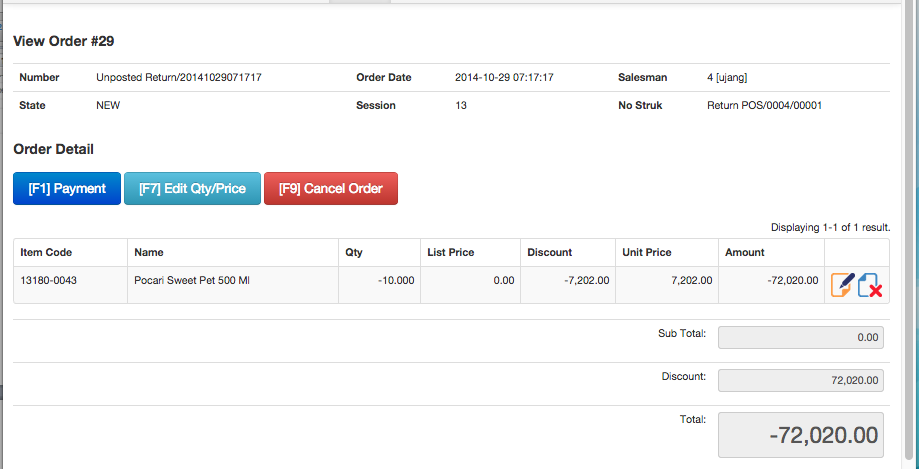 View Order #29
Number Unposted Return/20141029071717 Order Date 2014-10-29 07:17:17 Salesman 4 [ujang]
State NEW Session 13 No Struk Return POS/0004/00001
Order Detail
[F1] Payment [F7] Edit Qty/Price [F9] Cancel Order
Displaying 1-1 of 1 result.
Item Code Name Qty List Price Discount Unit Price Amount
13180-0043 Pocari Sweet Pet 500 Ml -10.000 0.00 -7,202.00 7,202.00 -72,020.00
Sub Total: 0.00
Discount: 72,020.00
Total: -72,020.00